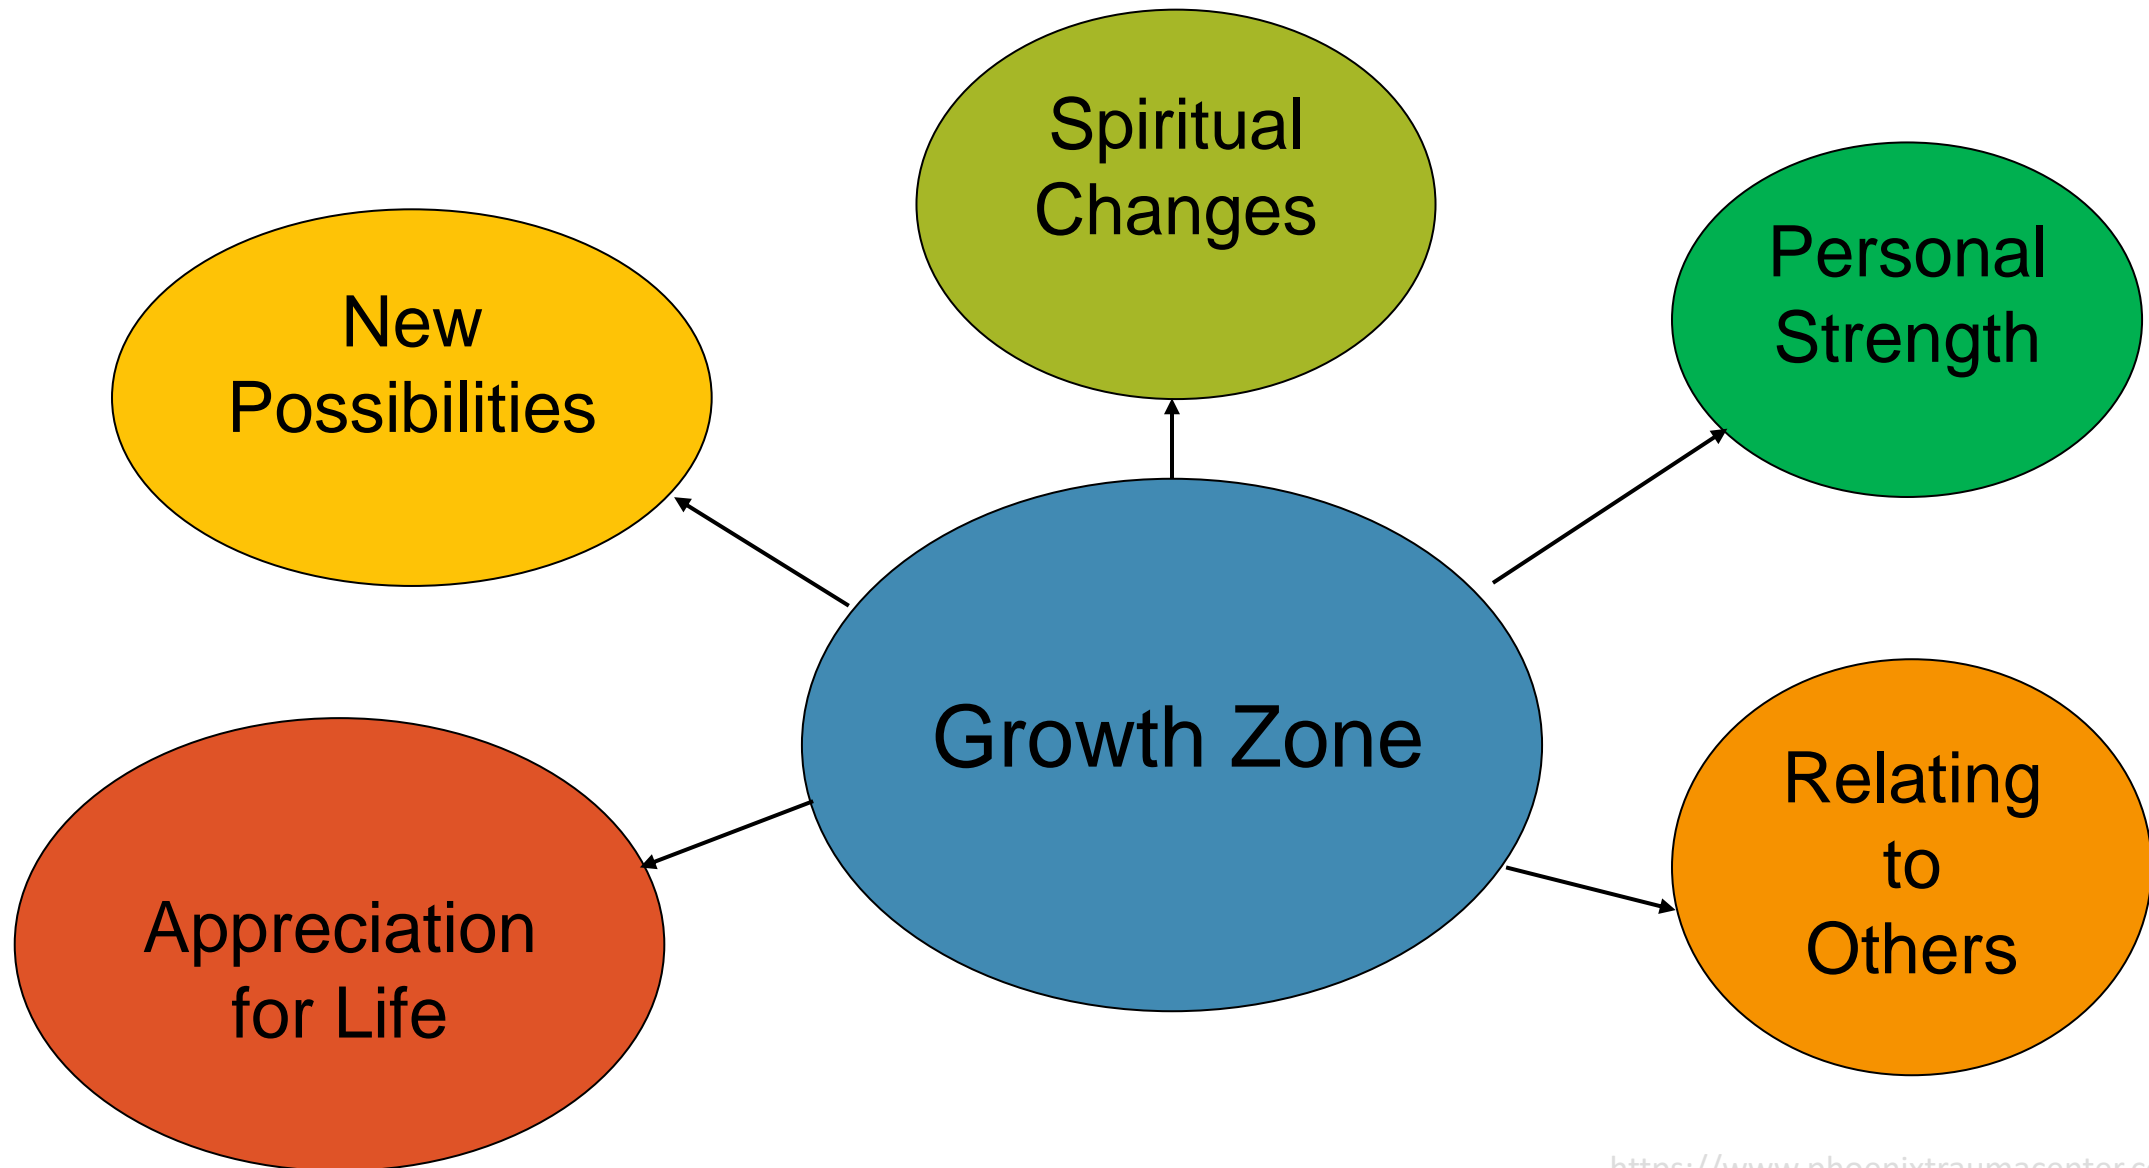 Spiritual
Changes
Personal
Strength
New
Possibilities
Growth Zone
Relating
to
Others
Appreciation
for Life